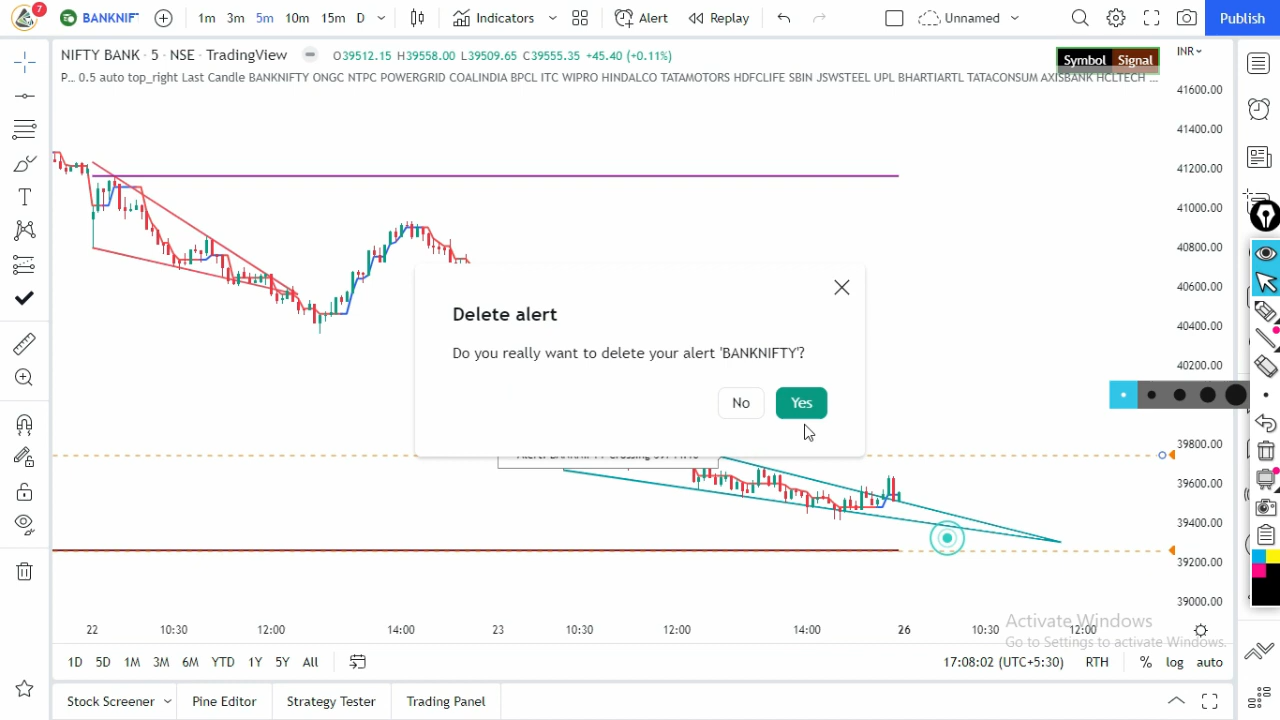 7
BANKNIF
1m 3m 5m 10m 15m D
Indicators
Alert
Replay
Unnamed
Publish
NIFTY BANK · 5 · NSE · TradingView
O39512.15 H39558.00 L39509.65 C39555.35 +45.40 (+0.11%)
P... 0.5 auto top_right Last Candle BANKNIFTY ONGC NTPC POWERGRID COALINDIA BPCL ITC WIPRO HINDALCO TATAMOTORS HDFCLIFE SBIN JSWSTEEL UPL BHARTIARTL TATACONSUM AXISBANK HCLTECH ...
Symbol Signal
INR
41600.00
41400.00
41200.00
41000.00
40800.00
40600.00
40400.00
40200.00
39800.00
39600.00
39400.00
39200.00
39000.00
Delete alert
Do you really want to delete your alert 'BANKNIFTY'?
No
Yes
22 10:30 12:00 14:00 23 10:30 12:00 14:00 26 10:30 12:00
Activate Windows
Go to Settings to activate Windows.
1D 5D 1M 3M 6M YTD 1Y 5Y All
17:08:02 (UTC+5:30) RTH % log auto
Stock Screener
Pine Editor
Strategy Tester
Trading Panel